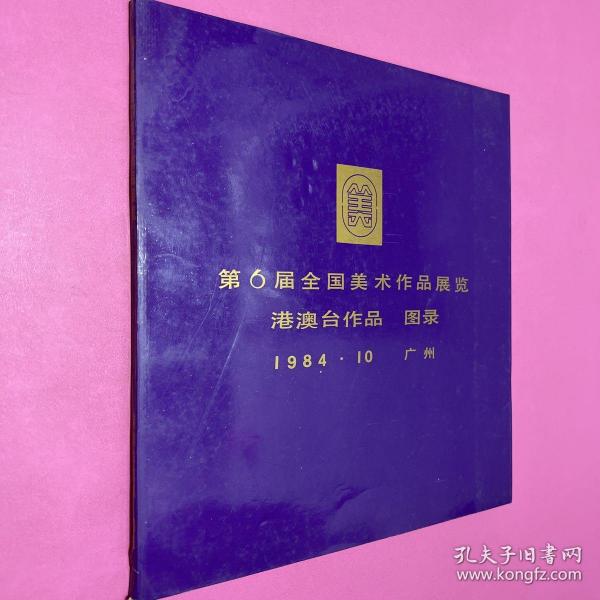 美
第6届全国美术作品展览
港澳台作品 图录
1984·10 广州
孔夫子旧书网
www.kongfz.com